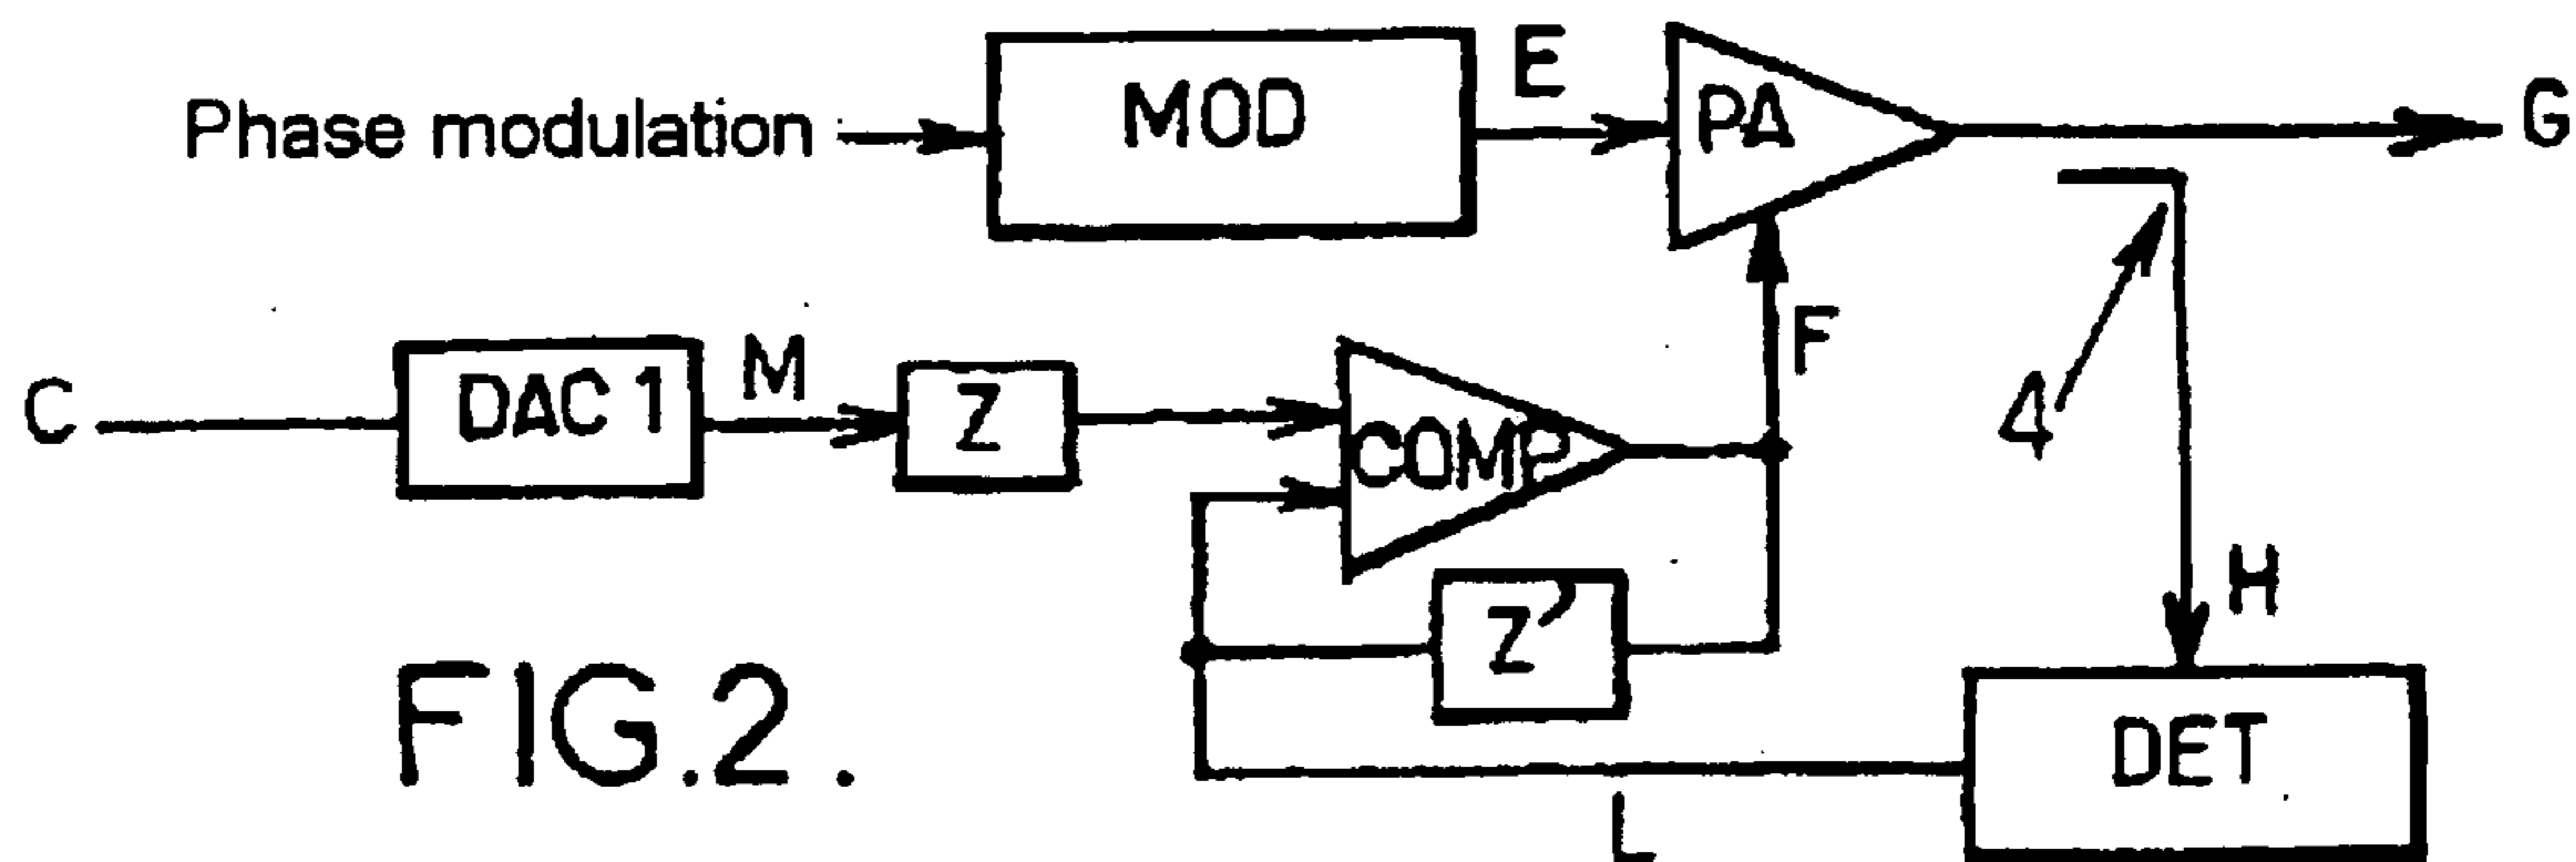 Phase modulation
MOD
E
PA
G
C
DAC 1
M
Z
COMP
F
4
H
Z'
DET
L
FIG.2.